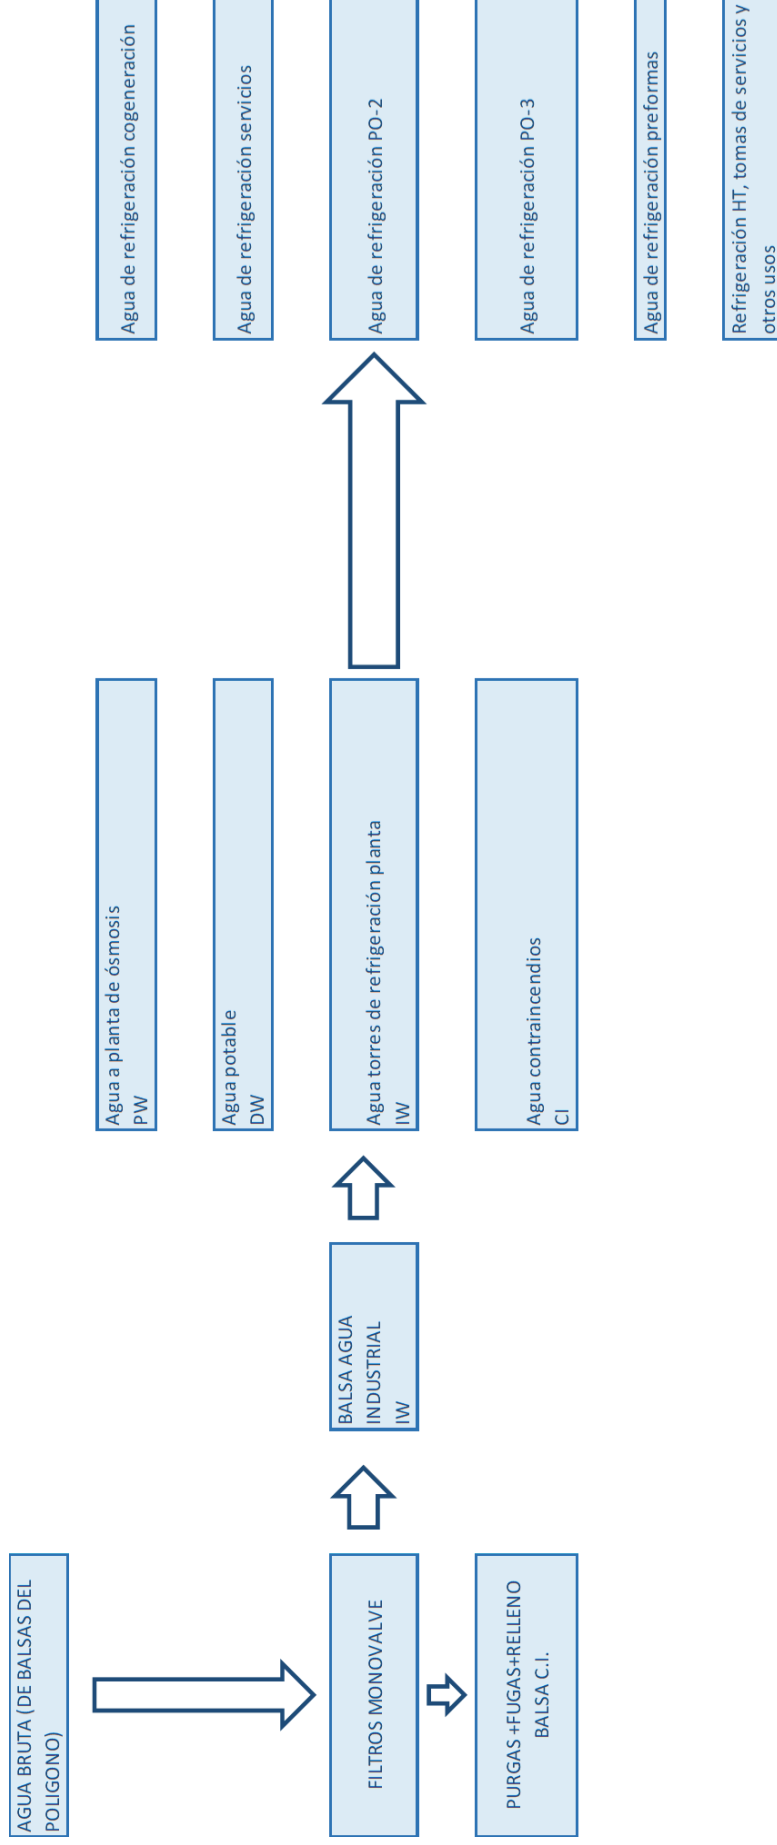 AGUA BRUTA (DE BALSAS DEL
POLIGONO)
FILTROS MONOVALVE
PURGAS +FUGAS+RELLENO
BALSA C.I.
BALSA AGUA
INDUSTRIAL
IW
Agua a planta de ósmosis
PW
Agua potable
DW
Agua torres de refrigeración planta
IW
Agua contraincendios
CI
Agua de refrigeración cogeneración
Agua de refrigeración servicios
Agua de refrigeración PO-2
Agua de refrigeración PO-3
Agua de refrigeración preformas
Refrigeración HT, tomas de servicios y
otros usos